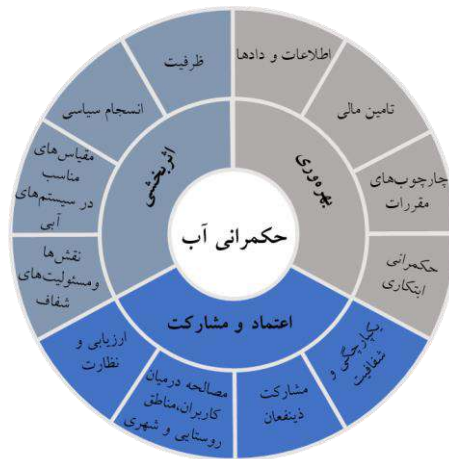 حکمرانی آب
اثربخشی
ظرفیت
انسجام سیاسی
مقیاس‌های
مناسب
در سیستم‌های
آبی
نقش‌ها
ومسئولیت‌های
شفاف
بهره‌وری
اطلاعات و دادها
تامین مالی
چارچوب‌های
مقررات
حکمرانی
ابتکاری
اعتماد و مشارکت
یکپارچگی و
شفافیت
مشارکت
ذینفعان
مصالحه درمیان
کاربران،مناطق
روستایی و شهری
ارزیابی و
نظارت